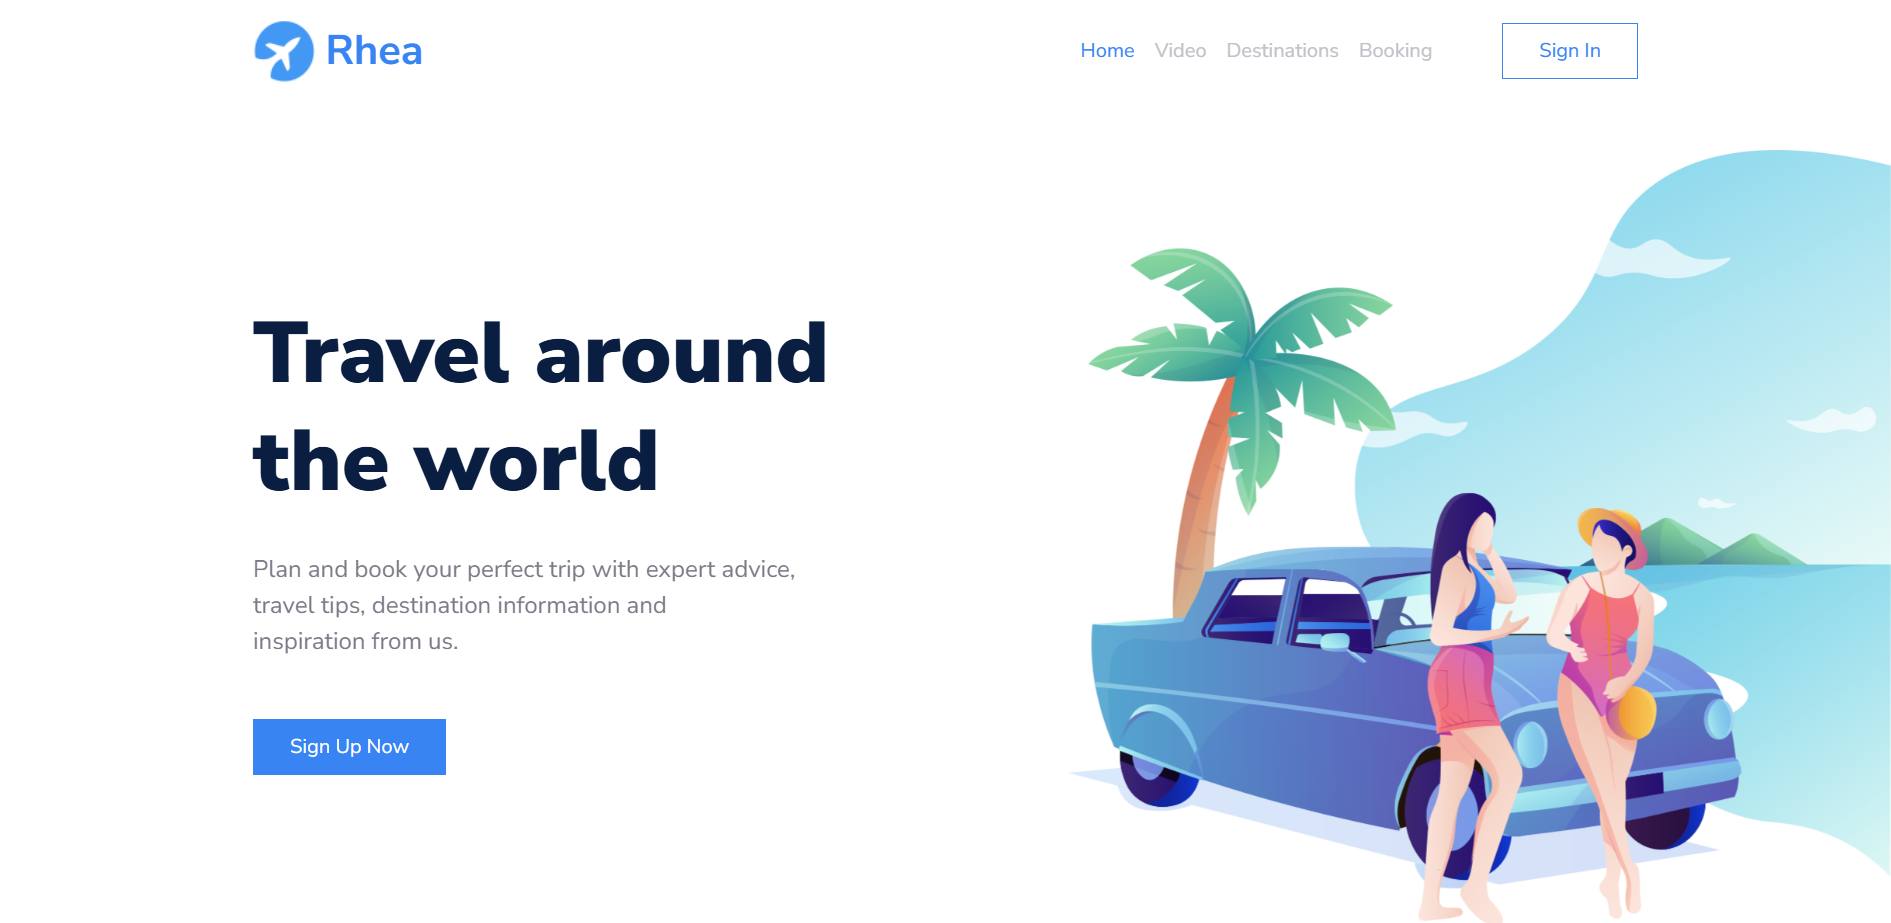 Rhea
Home Video Destinations Booking Sign In
Travel around
the world
Plan and book your perfect trip with expert advice,
travel tips, destination information and
inspiration from us.
Sign Up Now